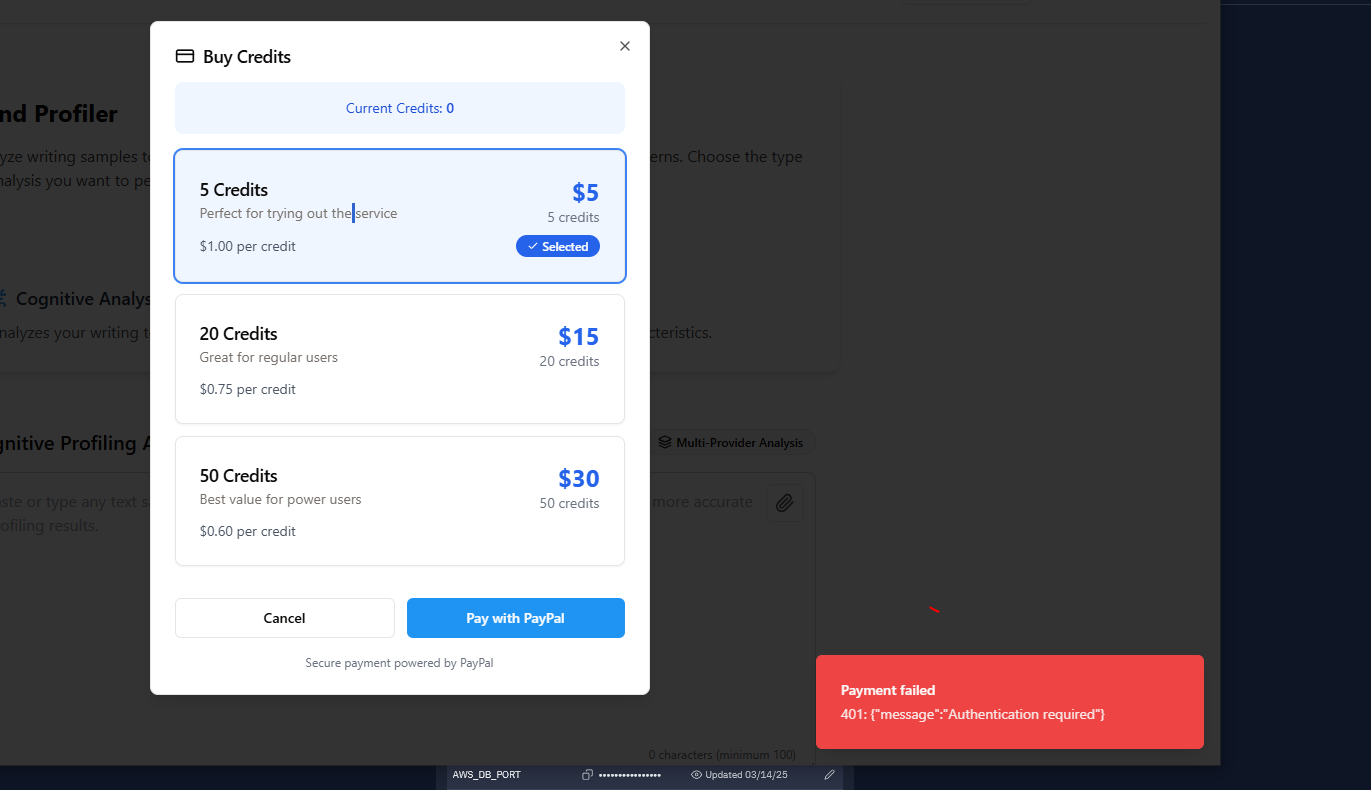 Buy Credits
Current Credits: 0
5 Credits
$5
Perfect for trying out the service
5 credits
$1.00 per credit
Selected
20 Credits
$15
Great for regular users
20 credits
$0.75 per credit
50 Credits
$30
Best value for power users
50 credits
$0.60 per credit
Cancel
Pay with PayPal
Secure payment powered by PayPal
nd Profiler
yze writing samples t
erns. Choose the type
nalysis you want to pe
Cognitive Analys
nalyzes your writing t
cteristics.
gnitive Profiling A
Multi-Provider Analysis
aste or type any text s
more accurate
ofiling results.
0 characters (minimum 100)
Payment failed
401: {"message":"Authentication required"}
AWS_DB_PORT
••••••••••••••••
Updated 03/14/25